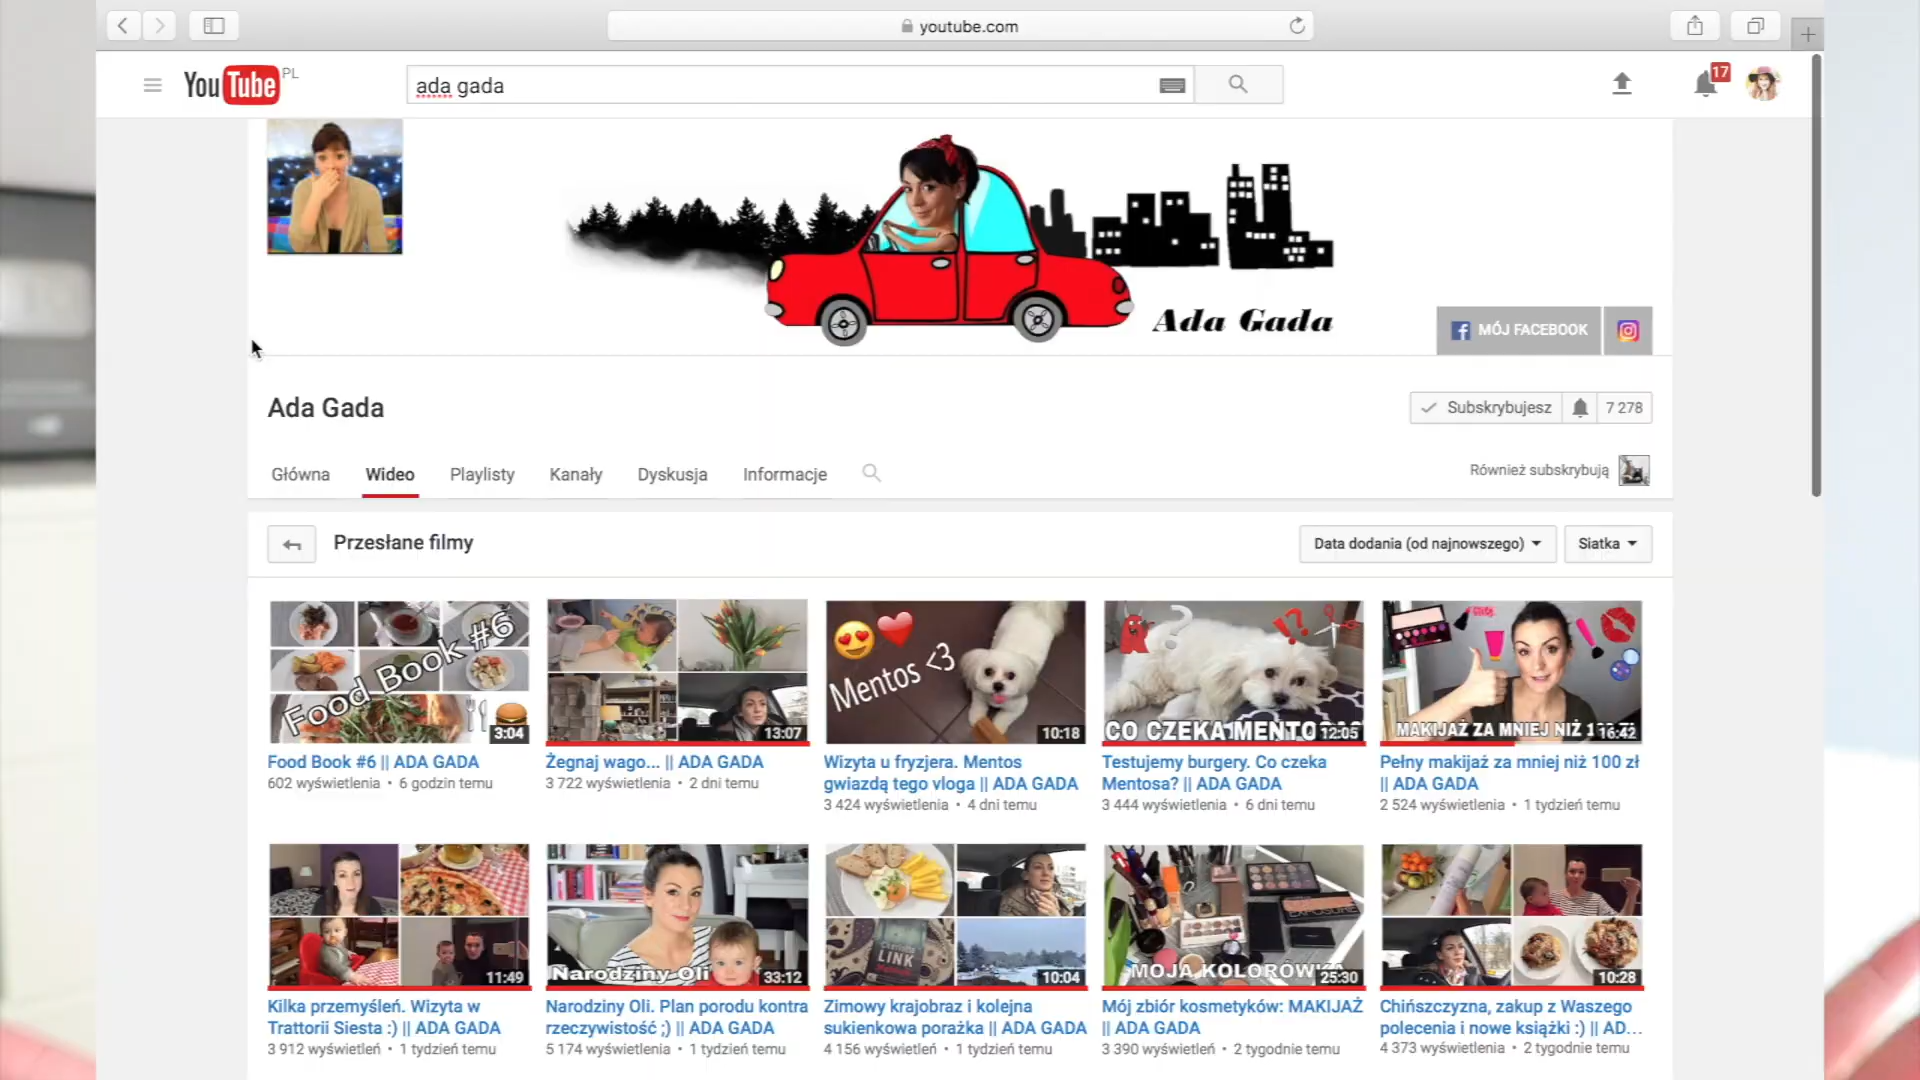 youtube.com
YouTube PL
ada gada
17
Ada Gada
MÓJ FACEBOOK
Ada Gada
Subskrybujesz
7 278
Główna
Wideo
Playlisty
Kanały
Dyskusja
Informacje
Również subskrybują
Przesłane filmy
Data dodania (od najnowszego)
Siatka
Food Book #6
3:04
13:07
Mentos <3
10:18
CO CZEKA MENTO
12:05
MAKIJAŻ ZA MNIEJ NIŻ 1
16:42
Food Book #6 || ADA GADA
602 wyświetlenia • 6 godzin temu
Żegnaj wago... || ADA GADA
3 722 wyświetlenia • 2 dni temu
Wizyta u fryzjera. Mentos
gwiazdą tego vloga || ADA GADA
3 424 wyświetlenia • 4 dni temu
Testujemy burgery. Co czeka
Mentosa? || ADA GADA
3 444 wyświetlenia • 6 dni temu
Pełny makijaż za mniej niż 100 zł
|| ADA GADA
2 524 wyświetlenia • 1 tydzień temu
11:49
Narodziny Oli
33:12
LINK
10:04
MOJA KOLORÓWKA
25:30
10:28
Kilka przemyśleń. Wizyta w
Trattorii Siesta :) || ADA GADA
3 912 wyświetleń • 1 tydzień temu
Narodziny Oli. Plan porodu kontra
rzeczywistość ;) || ADA GADA
5 174 wyświetlenia • 1 tydzień temu
Zimowy krajobraz i kolejna
sukienkowa porażka || ADA GADA
4 156 wyświetleń • 1 tydzień temu
Mój zbiór kosmetyków: MAKIJAŻ
|| ADA GADA
3 390 wyświetleń • 2 tygodnie temu
Chińszczyzna, zakup z Waszego
polecenia i nowe książki :) || AD...
4 373 wyświetlenia • 2 tygodnie temu